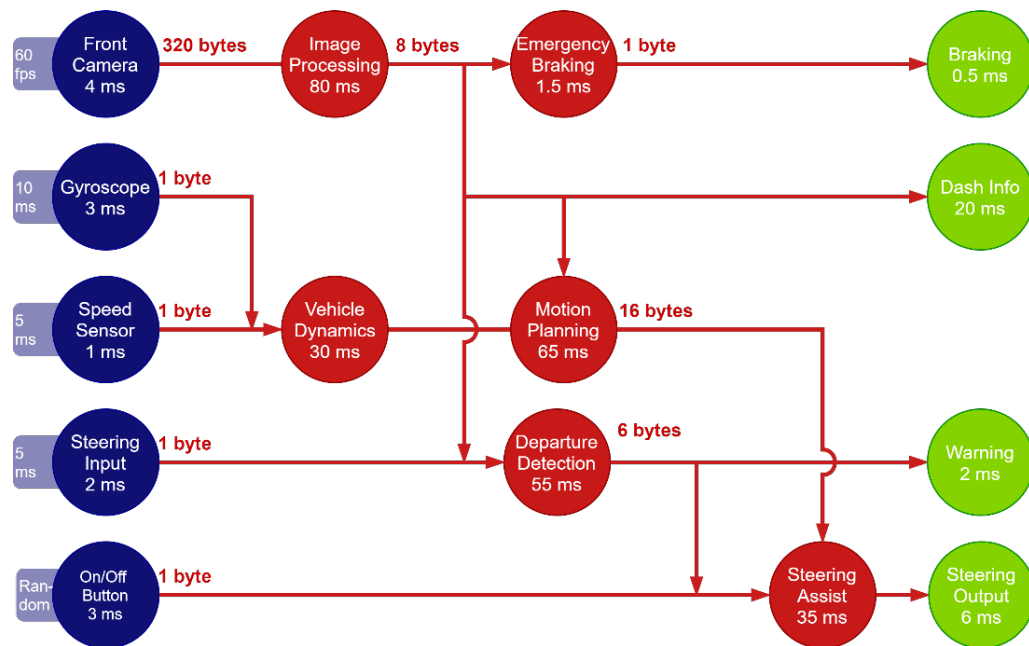 60
fps
Front
Camera
4 ms
320 bytes
Image
Processing
80 ms
8 bytes
Emergency
Braking
1.5 ms
1 byte
Braking
0.5 ms
10
ms
Gyroscope
3 ms
1 byte
Dash Info
20 ms
5
ms
Speed
Sensor
1 ms
1 byte
Vehicle
Dynamics
30 ms
Motion
Planning
65 ms
16 bytes
5
ms
Steering
Input
2 ms
1 byte
Departure
Detection
55 ms
6 bytes
Warning
2 ms
Ran-
dom
On/Off
Button
3 ms
1 byte
Steering
Assist
35 ms
Steering
Output
6 ms